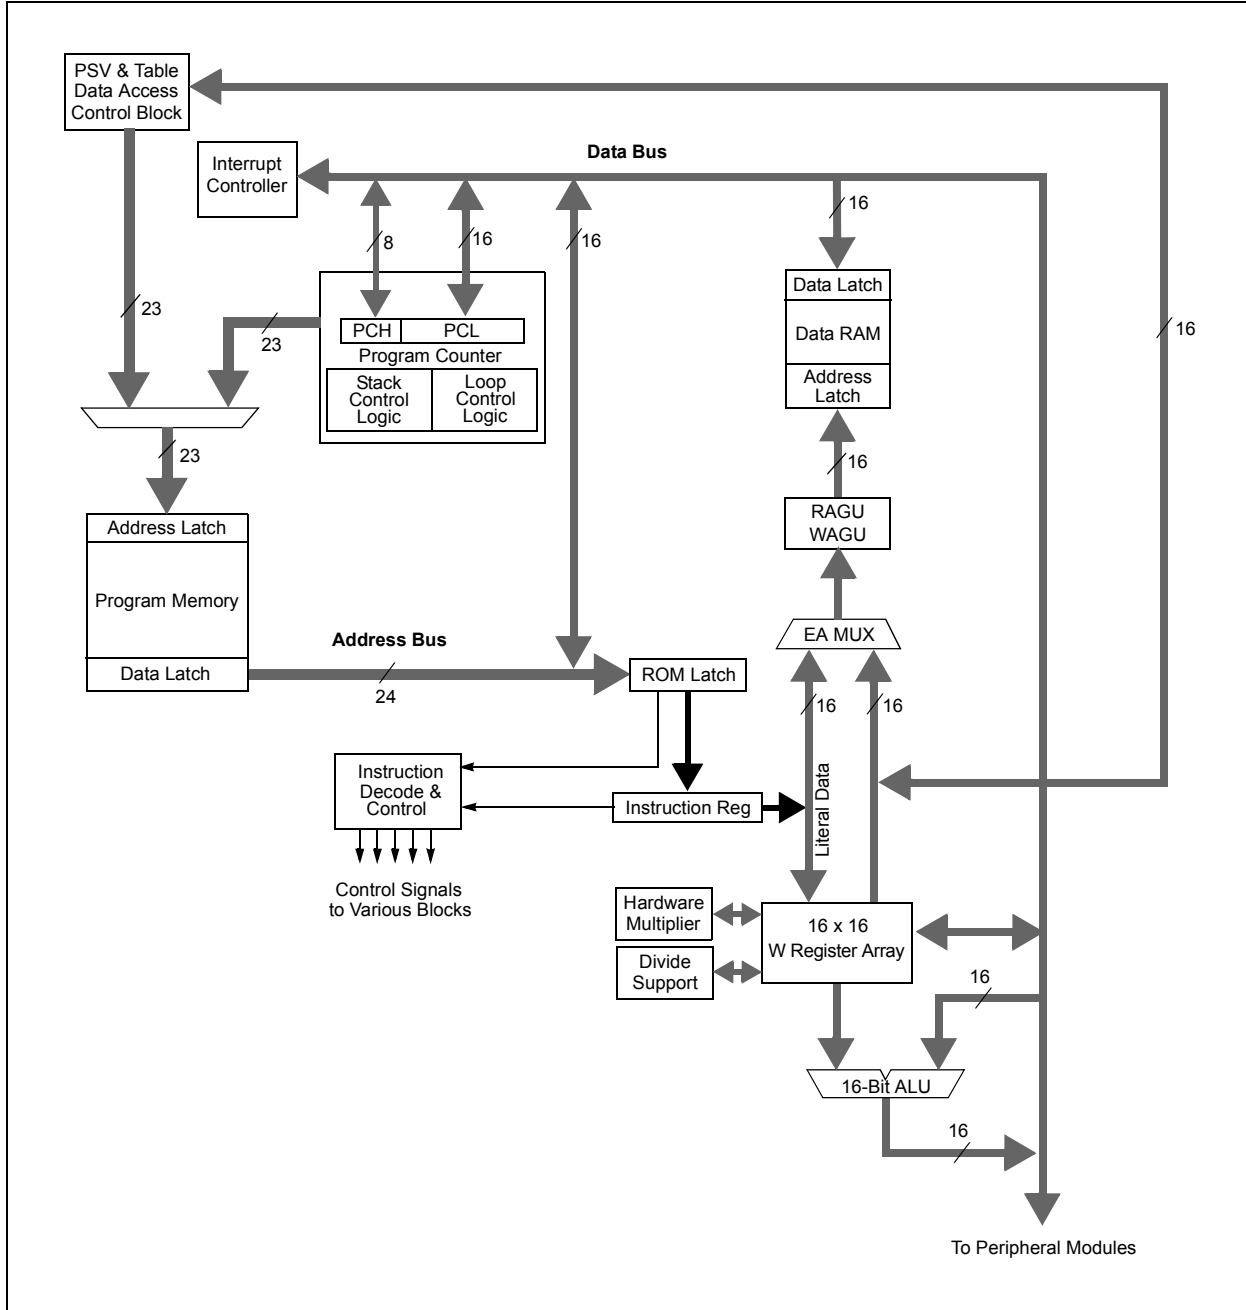 PSV & Table
Data Access
Control Block
Interrupt
Controller
Data Bus
8
16
16
16
23
23
16
PCH
PCL
Program Counter
Stack
Control
Logic
Loop
Control
Logic
Data Latch
Data RAM
Address
Latch
23
16
RAGU
WAGU
Address Latch
Program Memory
Data Latch
Address Bus
24
EA MUX
ROM Latch
16
16
Instruction
Decode &
Control
Instruction Reg
Literal Data
Control Signals
to Various Blocks
Hardware
Multiplier
Divide
Support
16 x 16
W Register Array
16
16-Bit ALU
16
To Peripheral Modules